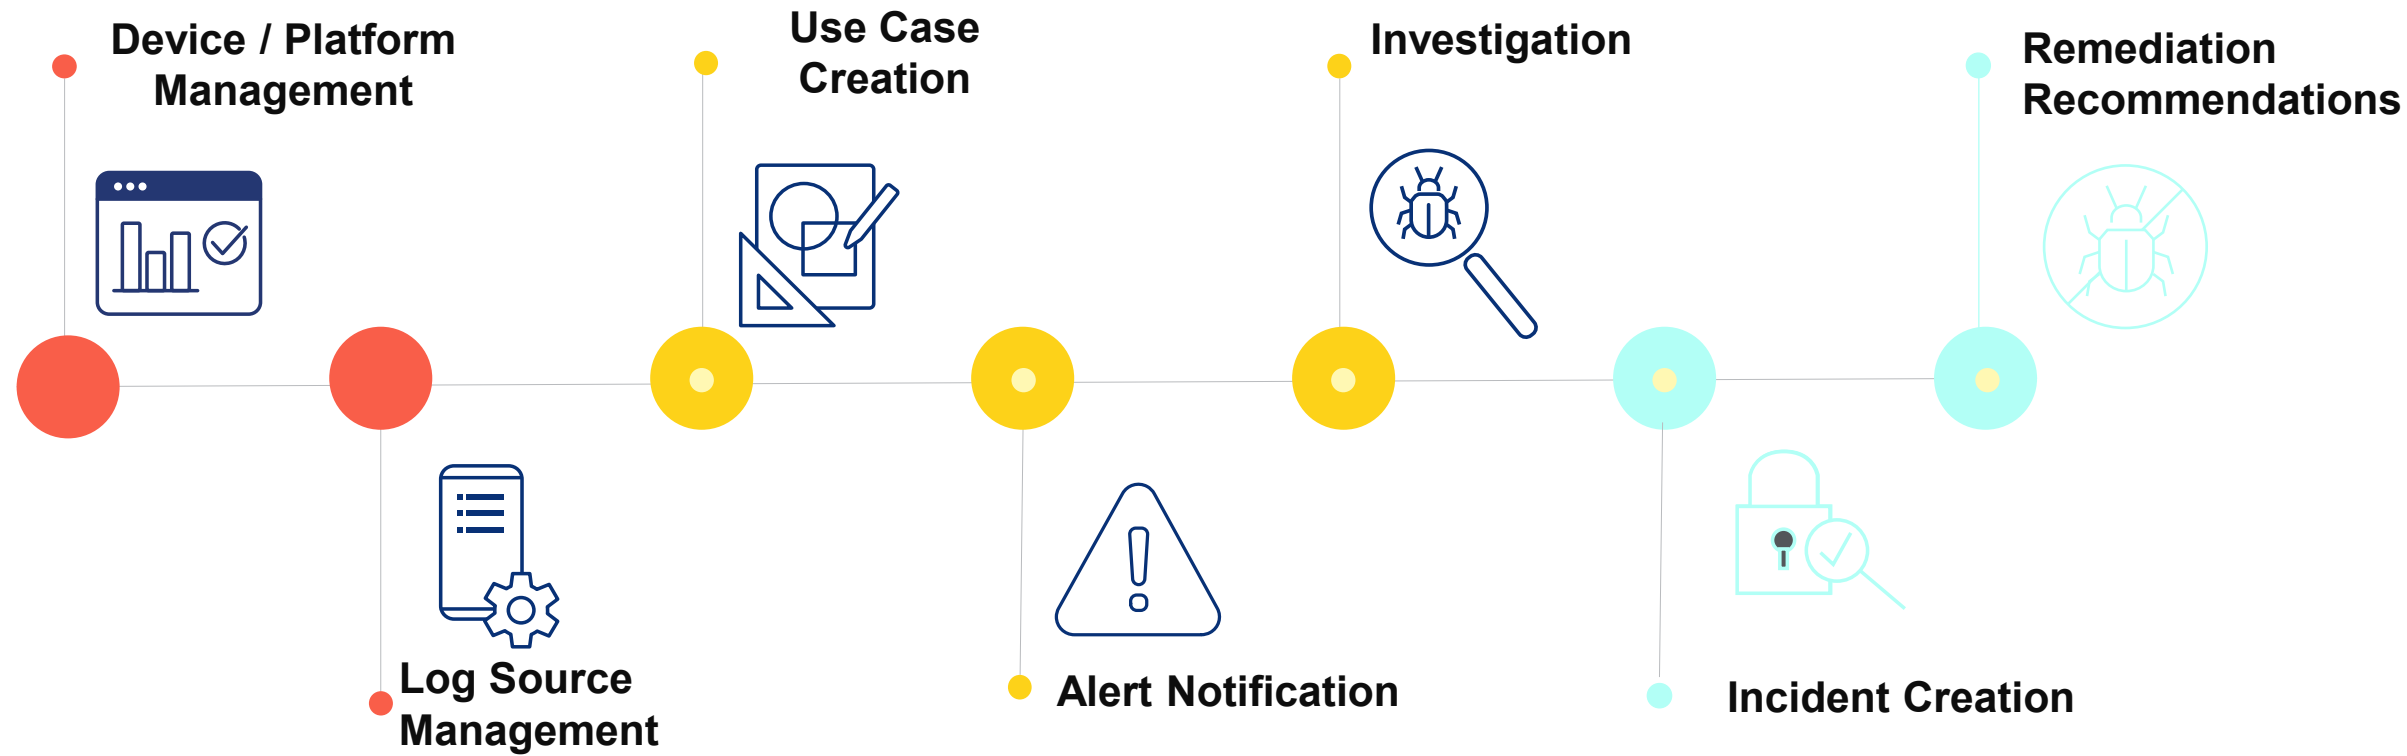 Device / Platform
Management
Log Source
Management
Use Case
Creation
Alert Notification
Investigation
Incident Creation
Remediation
Recommendations